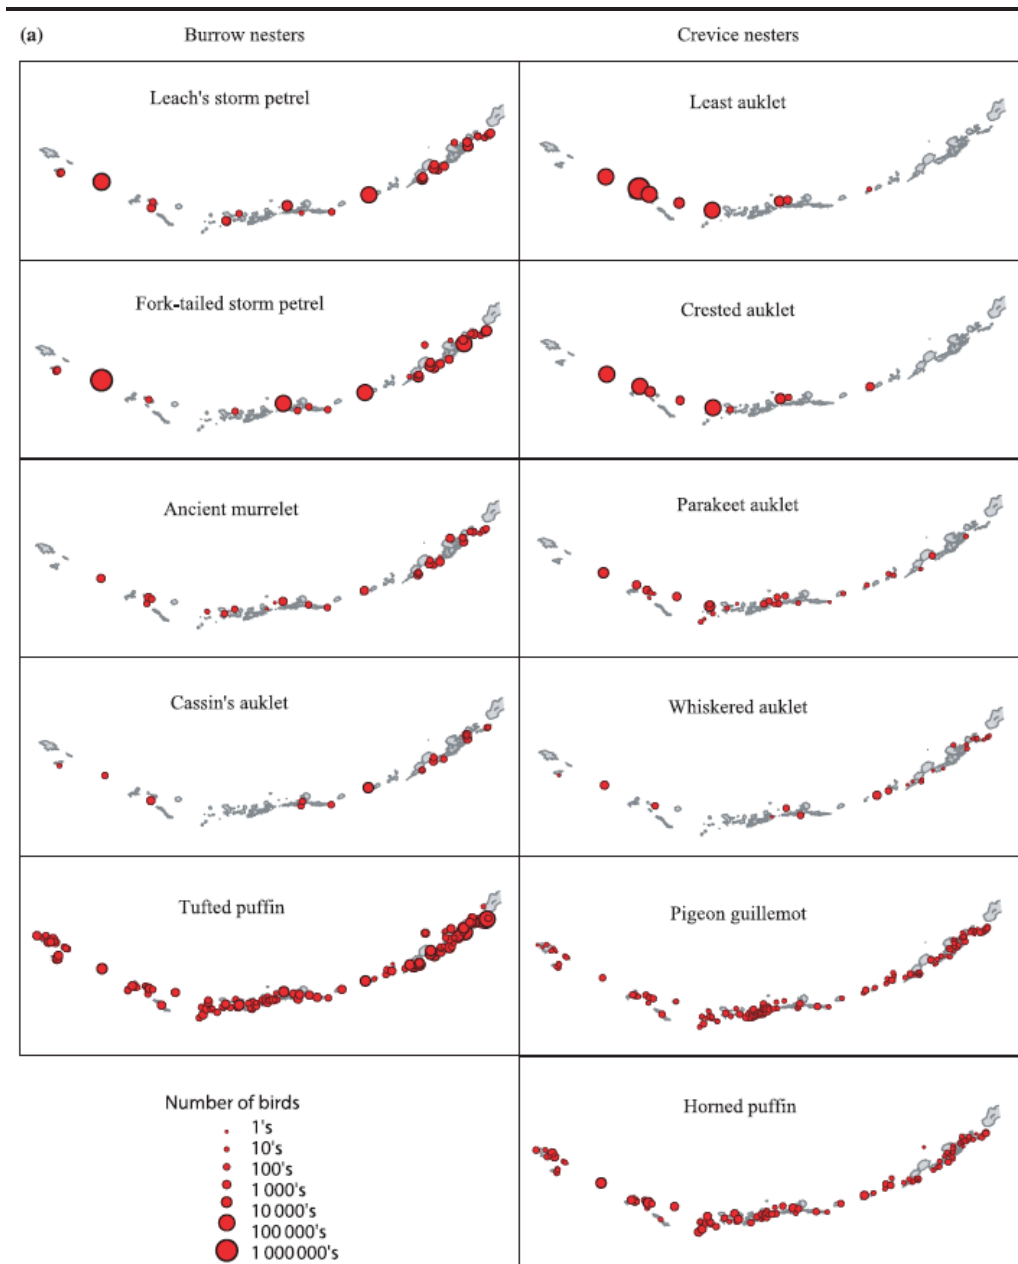 (a)
Burrow nesters
Crevice nesters
Leach's storm petrel
Least auklet
Fork-tailed storm petrel
Crested auklet
Ancient murrelet
Parakeet auklet
Cassin's auklet
Whiskered auklet
Tufted puffin
Pigeon guillemot
Horned puffin
Number of birds
1's
10's
100's
1 000's
10 000's
100 000's
1 000 000's